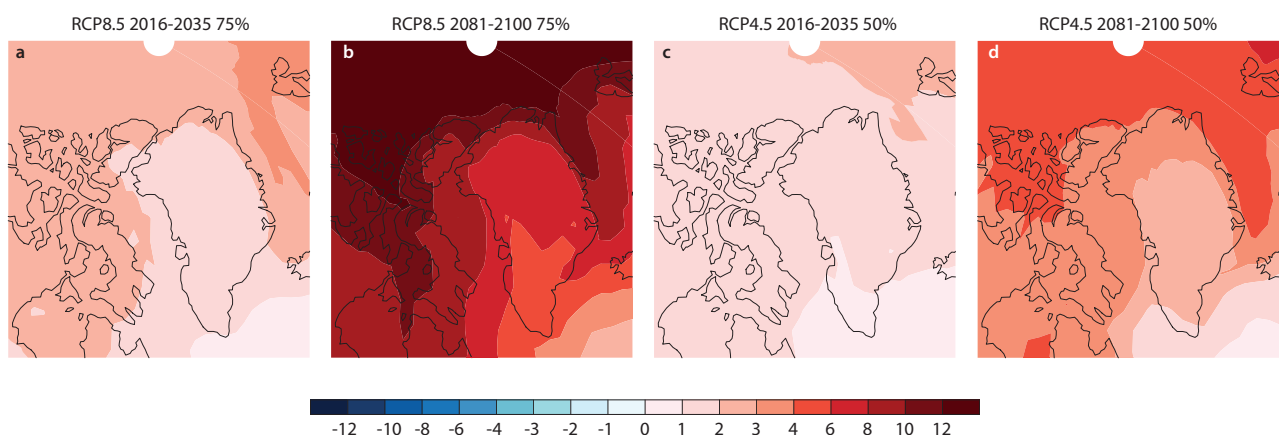 RCP8.5 2016-2035 75%
RCP8.5 2081-2100 75%
RCP4.5 2016-2035 50%
RCP4.5 2081-2100 50%
a
b
c
d
-12 -10 -8 -6 -4 -3 -2 -1 0 1 2 3 4 6 8 10 12